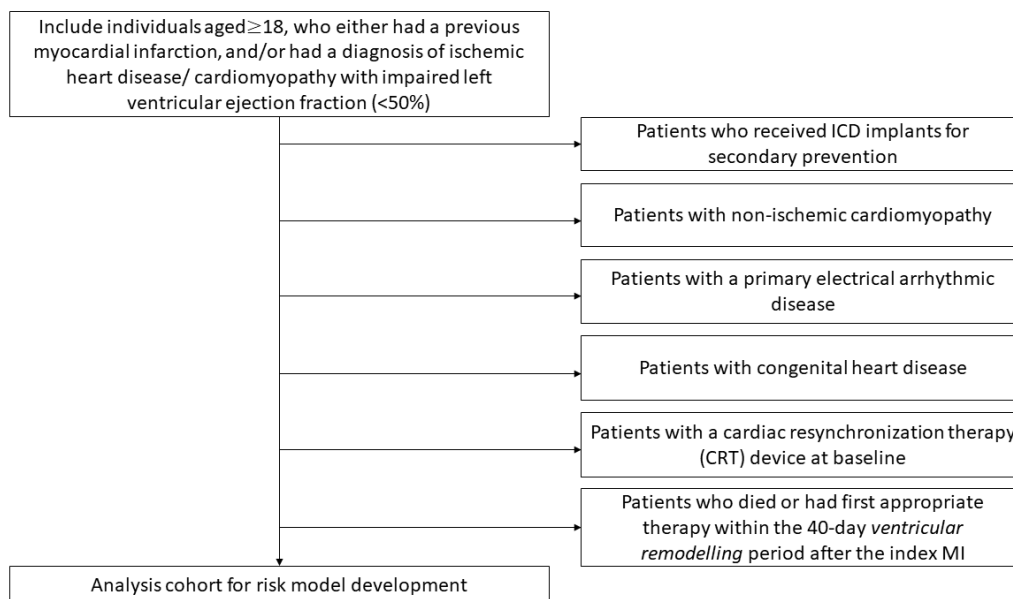 Include individuals aged≥18, who either had a previous
myocardial infarction, and/or had a diagnosis of ischemic
heart disease/ cardiomyopathy with impaired left
ventricular ejection fraction (<50%)
Patients who received ICD implants for
secondary prevention
Patients with non-ischemic cardiomyopathy
Patients with a primary electrical arrhythmic
disease
Patients with congenital heart disease
Patients with a cardiac resynchronization therapy
(CRT) device at baseline
Patients who died or had first appropriate
therapy within the 40-day ventricular
remodelling period after the index MI
Analysis cohort for risk model development